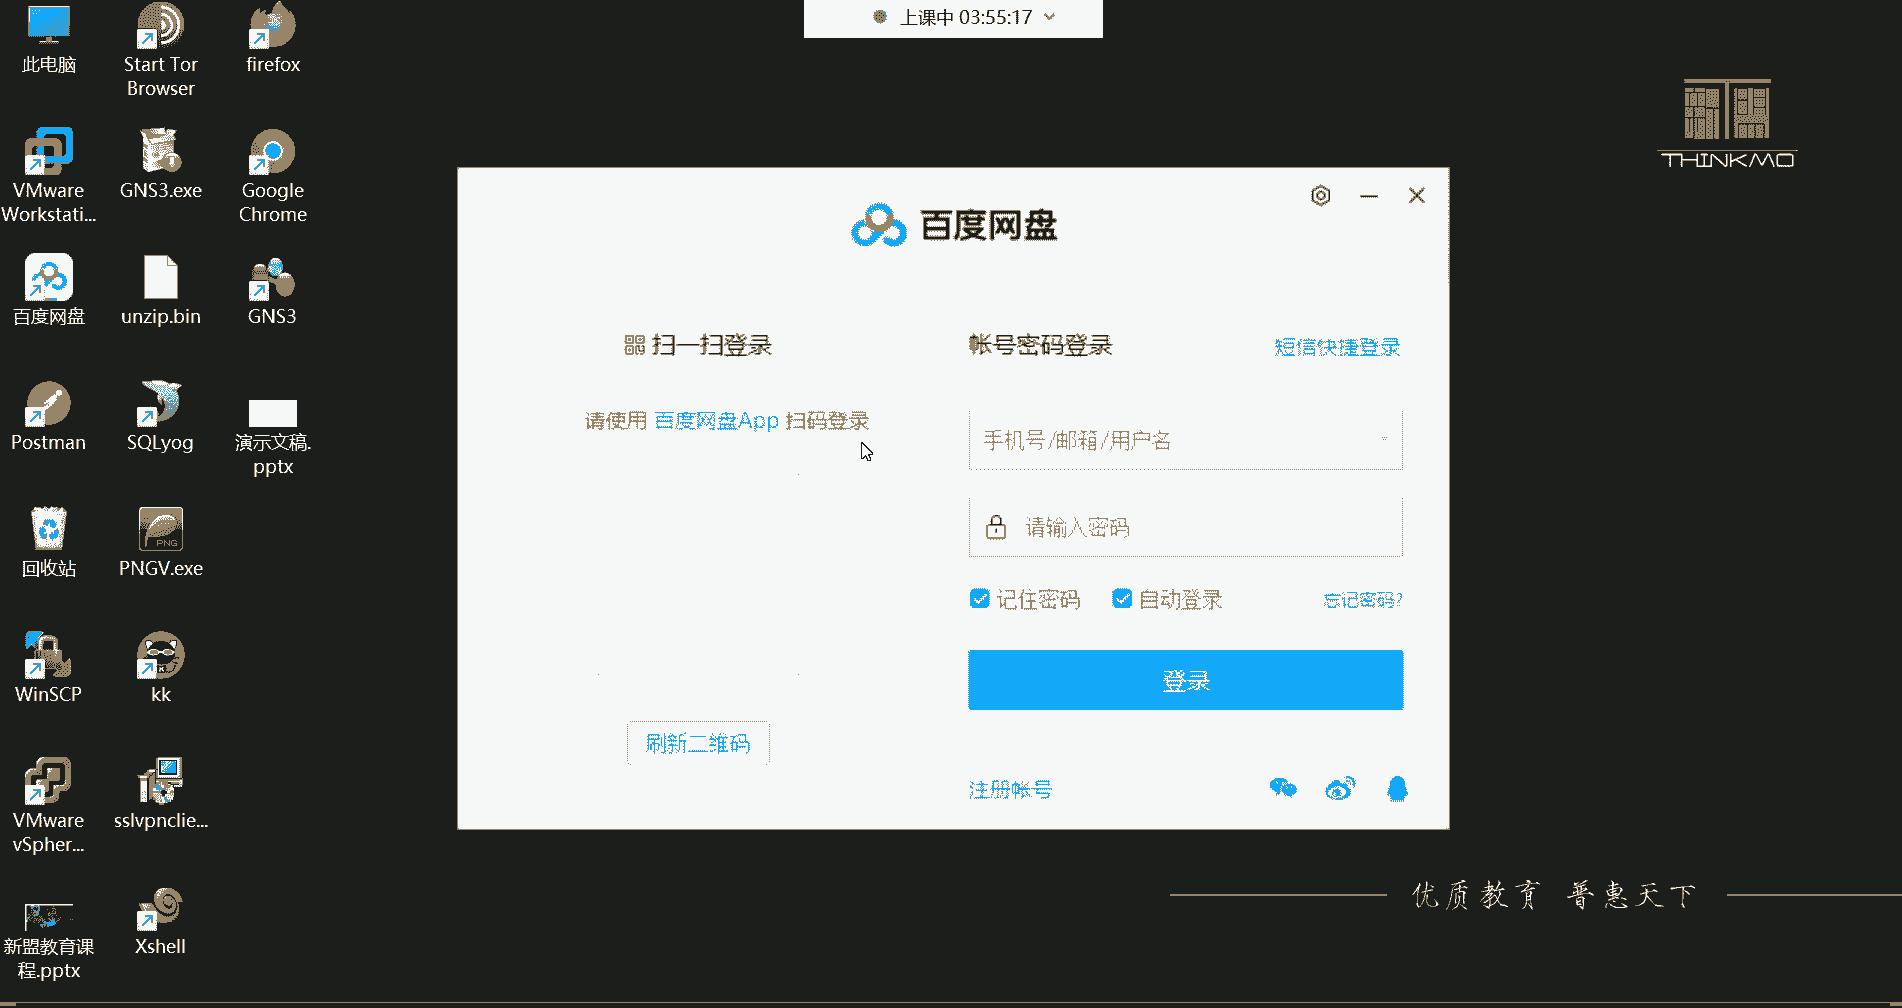 上课中 03:55:17
此电脑
Start Tor
Browser
firefox
THINKMO
VMware
Workstati...
GNS3.exe
Google
Chrome
百度网盘
unzip.bin
GNS3
Postman
SQLyog
演示文稿.
pptx
回收站
PNG
PNGV.exe
WinSCP
kk
VMware
vSpher...
sslvpnclie...
新盟教育课
程.pptx
Xshell
百度网盘
扫一扫登录
请使用 百度网盘App 扫码登录
刷新二维码
帐号密码登录
短信快捷登录
手机号/邮箱/用户名
请输入密码
记住密码
自动登录
忘记密码?
登录
注册帐号
优质教育 普惠天下